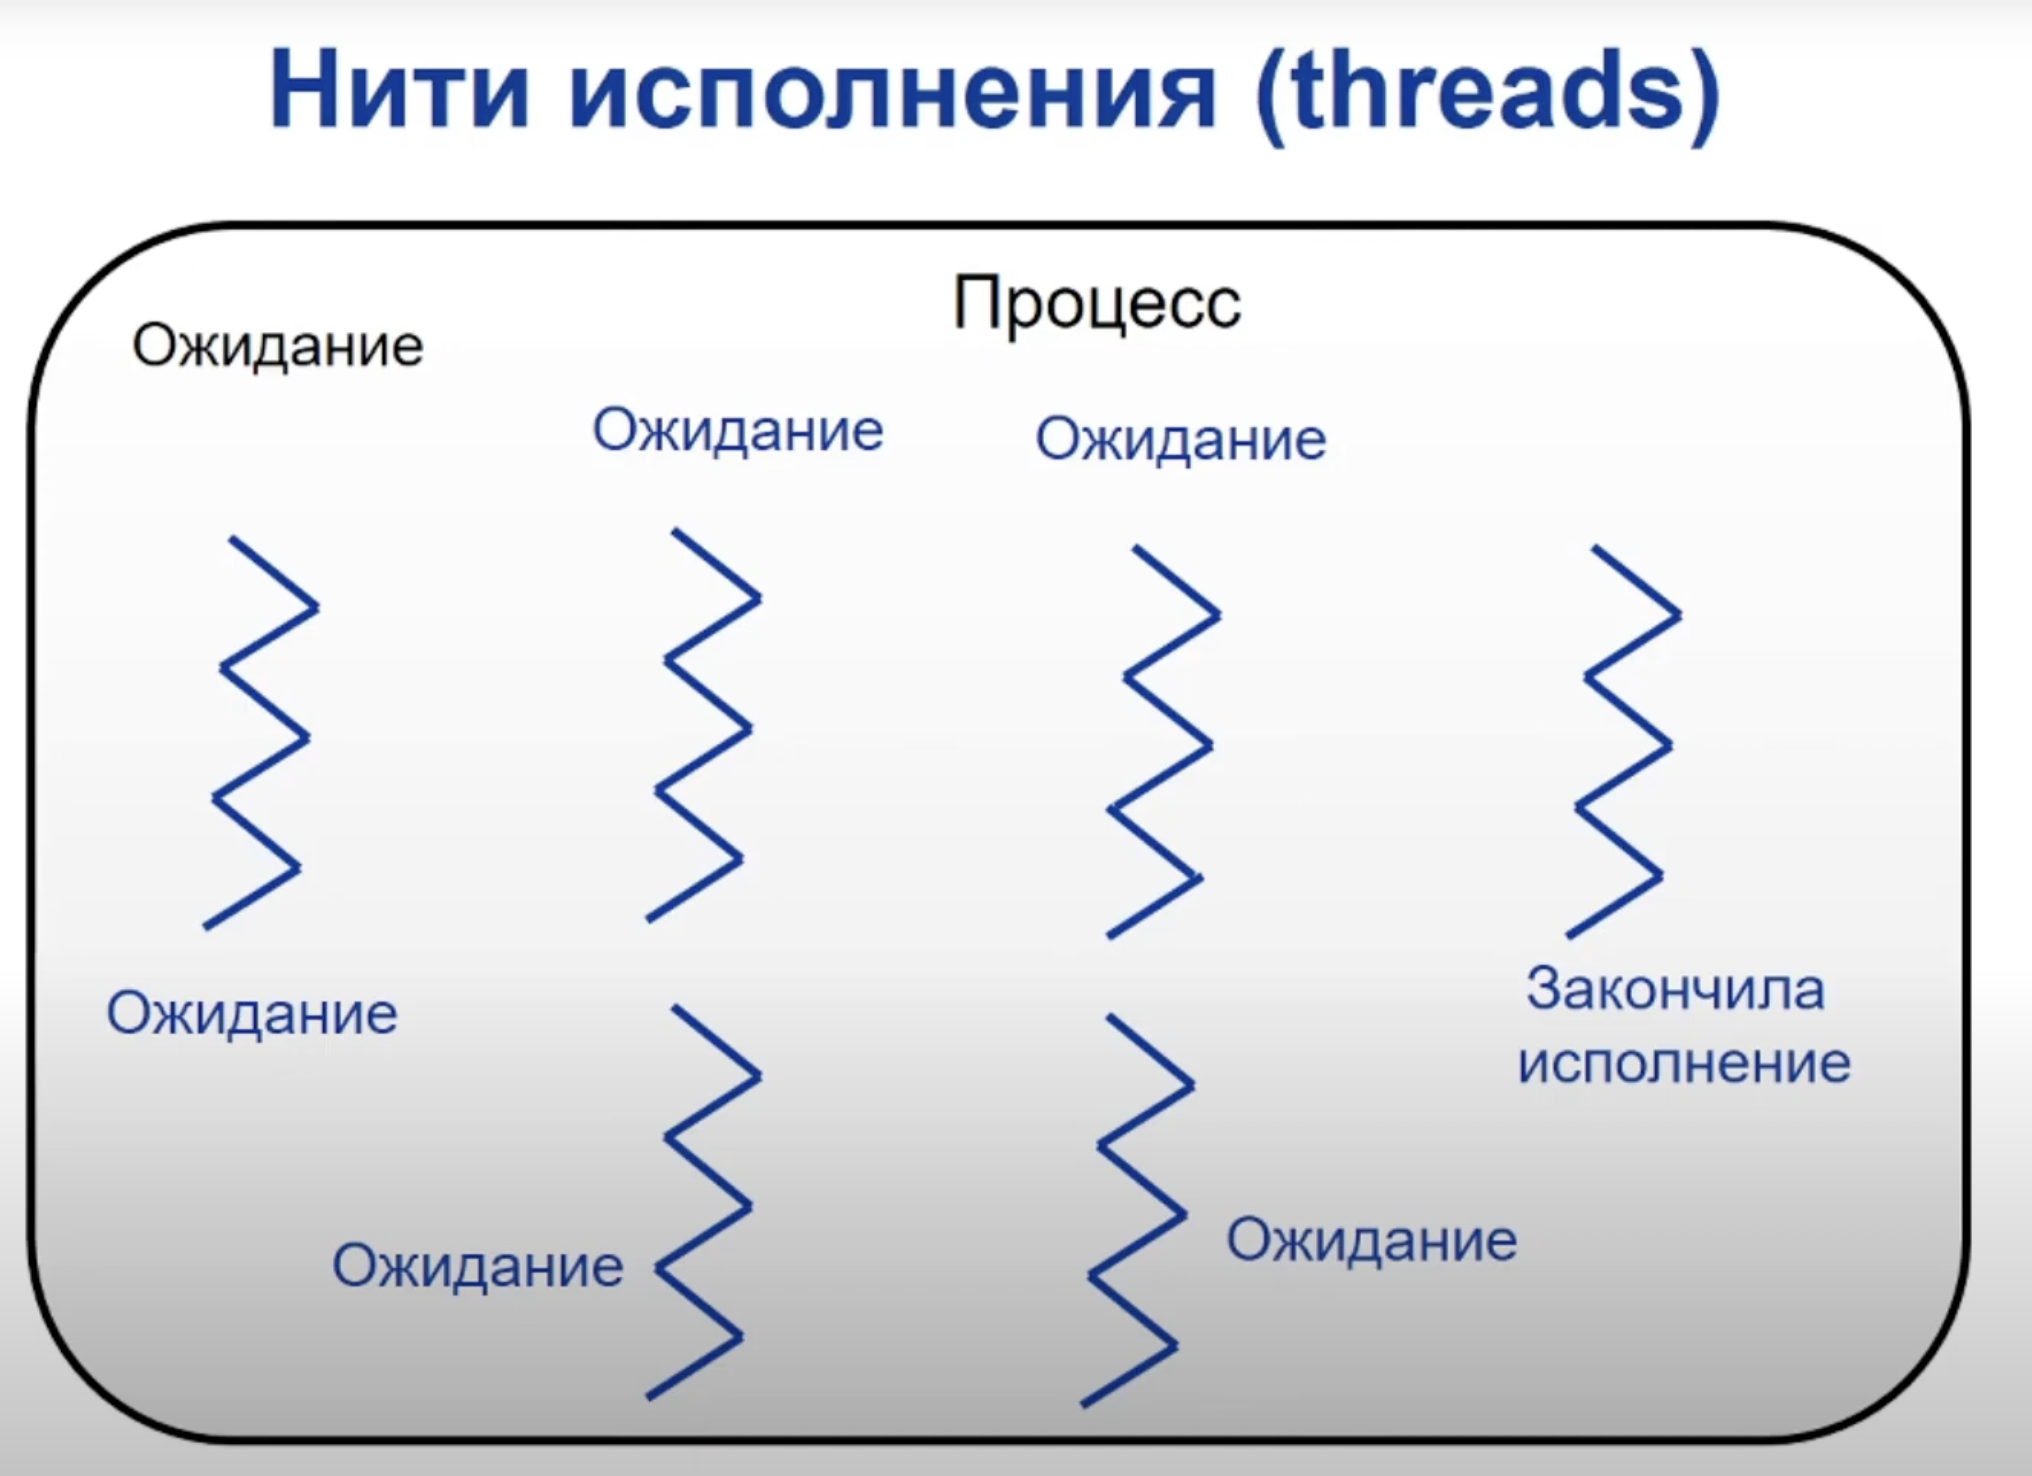 Нити исполнения (threads)
Процесс
Ожидание
Ожидание
Ожидание
Ожидание
Закончила
исполнение
Ожидание
Ожидание